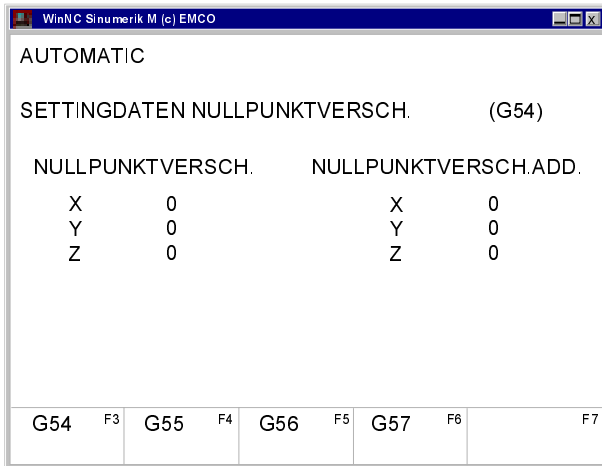 WinNC Sinumerik M (c) EMCO
AUTOMATIC
SETTINGDATEN NULLPUNKTVERSCH. (G54)
NULLPUNKTVERSCH. NULLPUNKTVERSCH.ADD.
X 0 X 0
Y 0 Y 0
Z 0 Z 0
G54 F3 G55 F4 G56 F5 G57 F6 F7